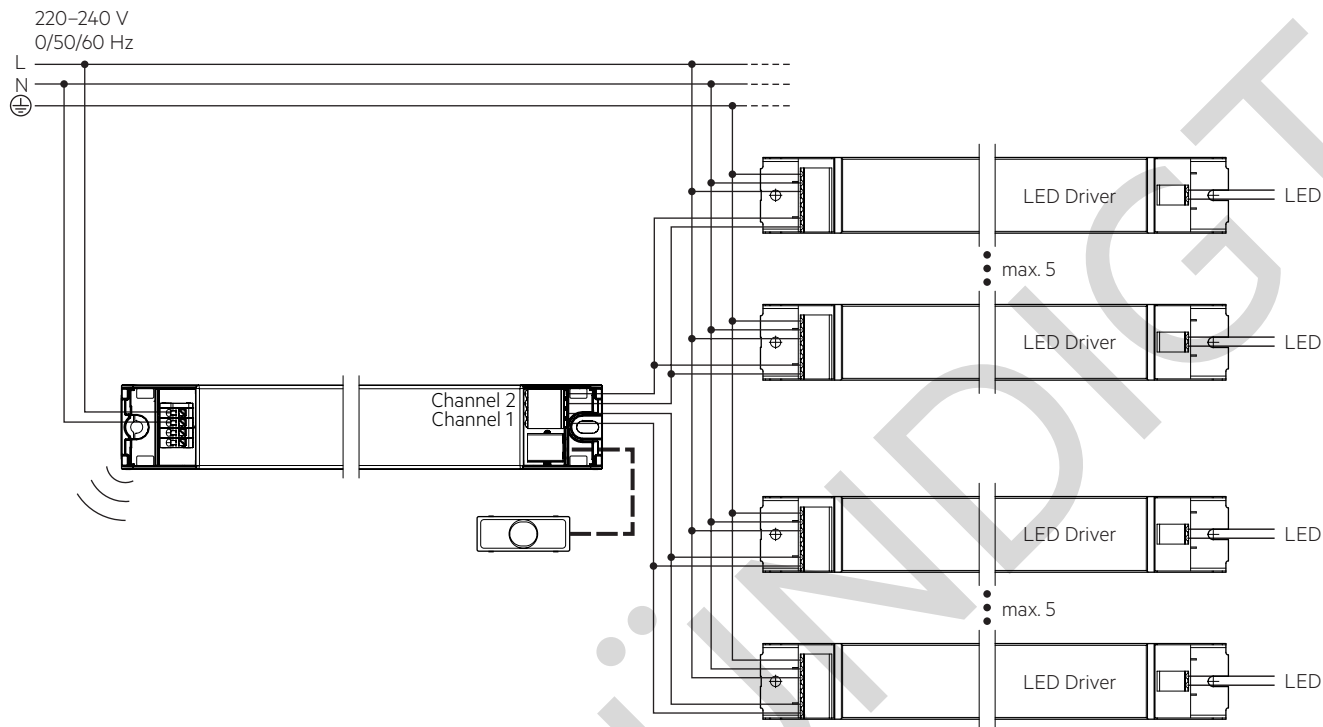 220–240 V
0/50/60 Hz
L
N
LED Driver
LED
max. 5
LED Driver
LED
Channel 2
Channel 1
LED Driver
LED
max. 5
LED Driver
LED
ÜNDIGT